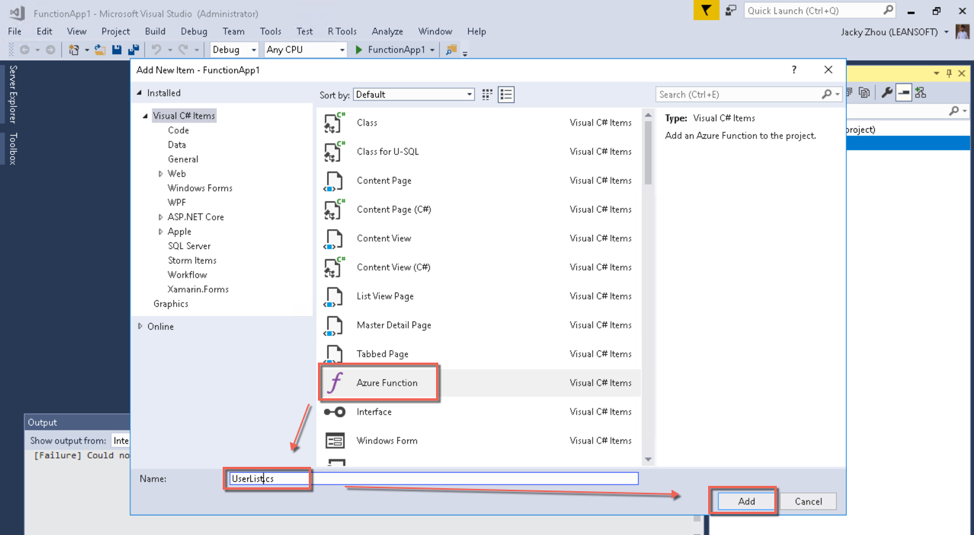 FunctionApp1 - Microsoft Visual Studio (Administrator)
Quick Launch (Ctrl+Q)
File Edit View Project Build Debug Team Tools Test R Tools Analyze Window Help
Jacky Zhou (LEANSOFT)
Debug Any CPU FunctionApp1
Server Explorer
Toolbox
Add New Item - FunctionApp1
? 
Installed
Sort by: Default
Search (Ctrl+E)
Visual C# Items
Code
Data
General
Web
Windows Forms
WPF
ASP.NET Core
Apple
SQL Server
Storm Items
Workflow
Xamarin.Forms
Graphics
Online
Class Visual C# Items
Class for U-SQL Visual C# Items
Content Page Visual C# Items
Content Page (C#) Visual C# Items
Content View Visual C# Items
Content View (C#) Visual C# Items
List View Page Visual C# Items
Master Detail Page Visual C# Items
Tabbed Page Visual C# Items
Azure Function Visual C# Items
Interface Visual C# Items
Windows Form Visual C# Items
Type: Visual C# Items
Add an Azure Function to the project.
project)
Output
Show output from: Inte
[Failure] Could no
Name: UserList.cs
Add Cancel